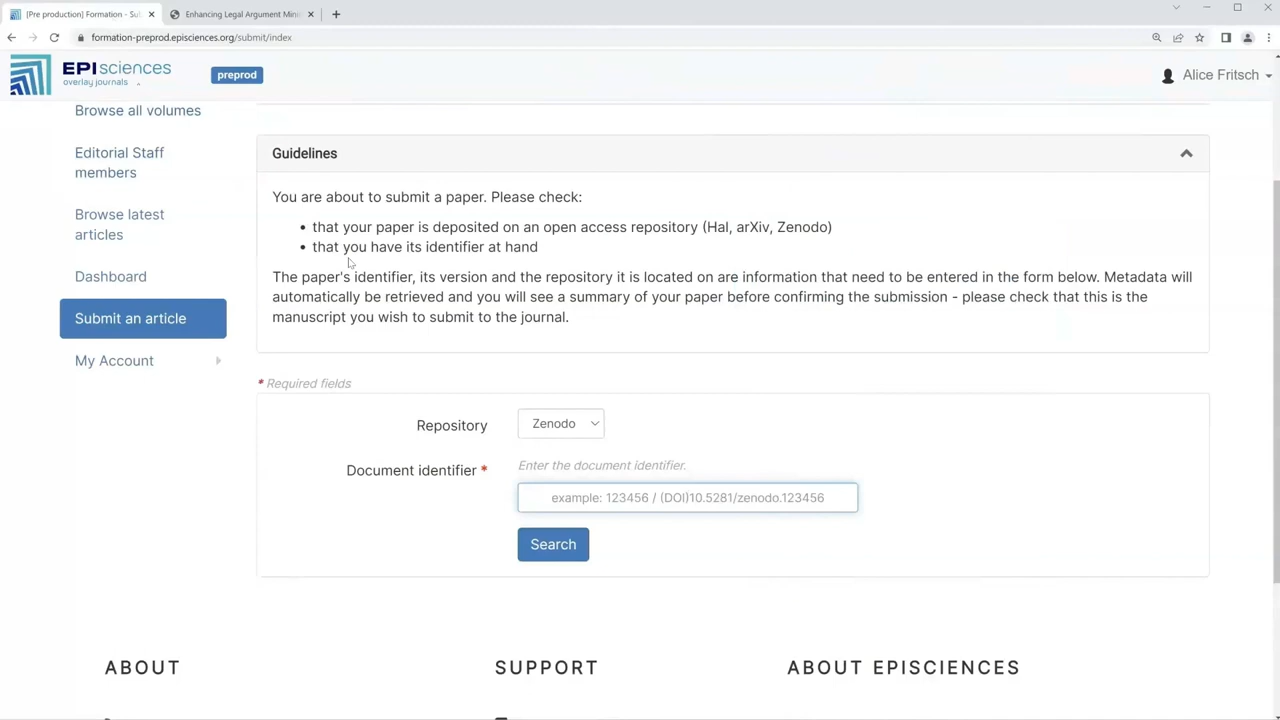 [Pre production] Formation - Su
Enhancing Legal Argument Mini
formation-preprod.episciences.org/submit/index
EPIsciences
overlay journals
preprod
Alice Fritsch
Browse all volumes
Editorial Staff
members
Browse latest
articles
Dashboard
Submit an article
My Account
Guidelines
You are about to submit a paper. Please check:
• that your paper is deposited on an open access repository (Hal, arXiv, Zenodo)
• that you have its identifier at hand
The paper's identifier, its version and the repository it is located on are information that need to be entered in the form below. Metadata will
automatically be retrieved and you will see a summary of your paper before confirming the submission - please check that this is the
manuscript you wish to submit to the journal.
* Required fields
Repository
Zenodo
Document identifier *
Enter the document identifier.
example: 123456 / (DOI)10.5281/zenodo.123456
Search
ABOUT
SUPPORT
ABOUT EPISCIENCES